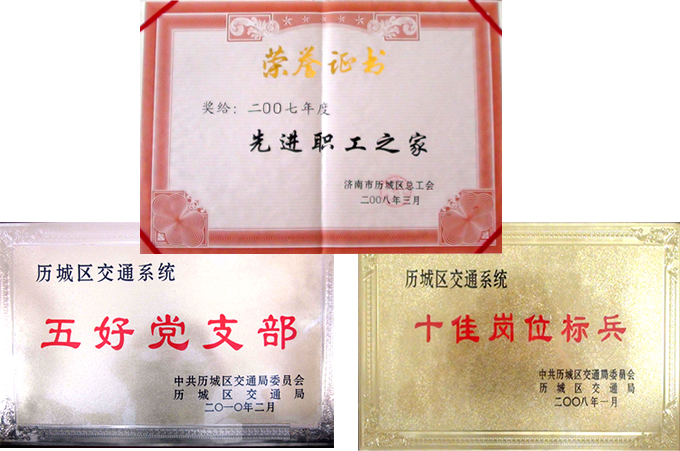 荣誉证书
奖给：二00七年度
先进职工之家
济南市历城区总工会
二00八年三月
历城区交通系统
五好党支部
中共历城区交通局委员会
历城区交通局
二〇一〇年二月
历城区交通系统
十佳岗位标兵
中共历城区交通局委员会
历城区交通局
二〇〇八年一月